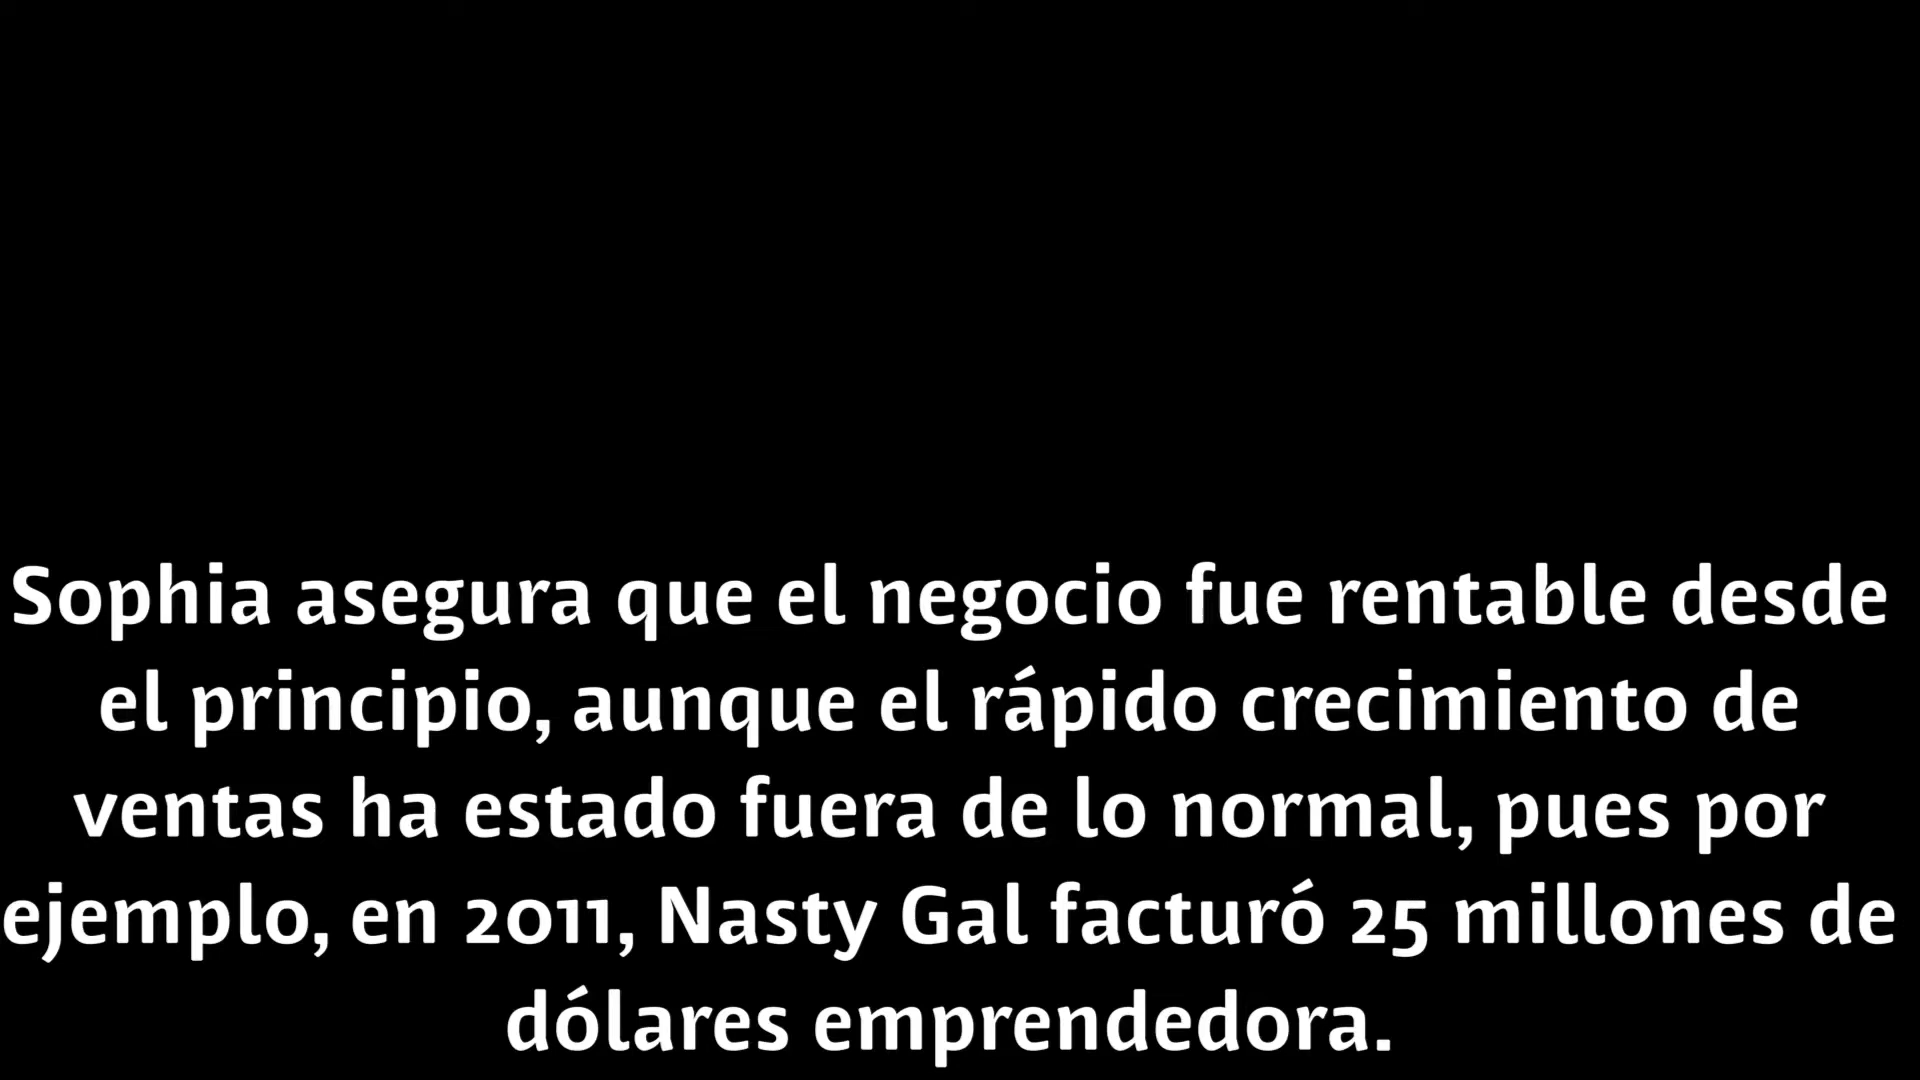 Sophia asegura que el negocio fue rentable desde
el principio, aunque el rápido crecimiento de
ventas ha estado fuera de lo normal, pues por
ejemplo, en 2011, Nasty Gal facturó 25 millones de
dólares emprendedora.